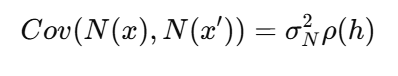 Cov(N(x), N(x′)) = σ_N^2 ρ(h)